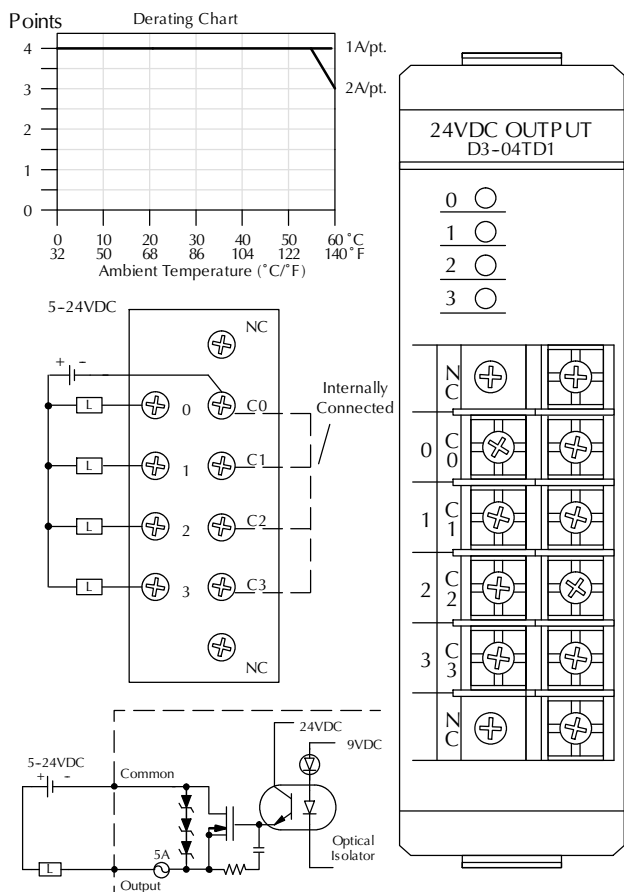 Points
Derating Chart
4
3
2
1
0
1A/pt.
2A/pt.
0 10 20 30 40 50 60˚C
32 50 68 86 104 122 140˚F
Ambient Temperature (˚C/˚F)
5-24VDC
+ -
NC
L 0 C0
L 1 C1
L 2 C2
L 3 C3
NC
Internally
Connected
24VDC
9VDC
5-24VDC
+ -
Common
5A
L
Output
Optical
Isolator
24VDC OUTPUT
D3-04TD1
0
1
2
3
NC
0 C0
1 C1
2 C2
3 C3
NC